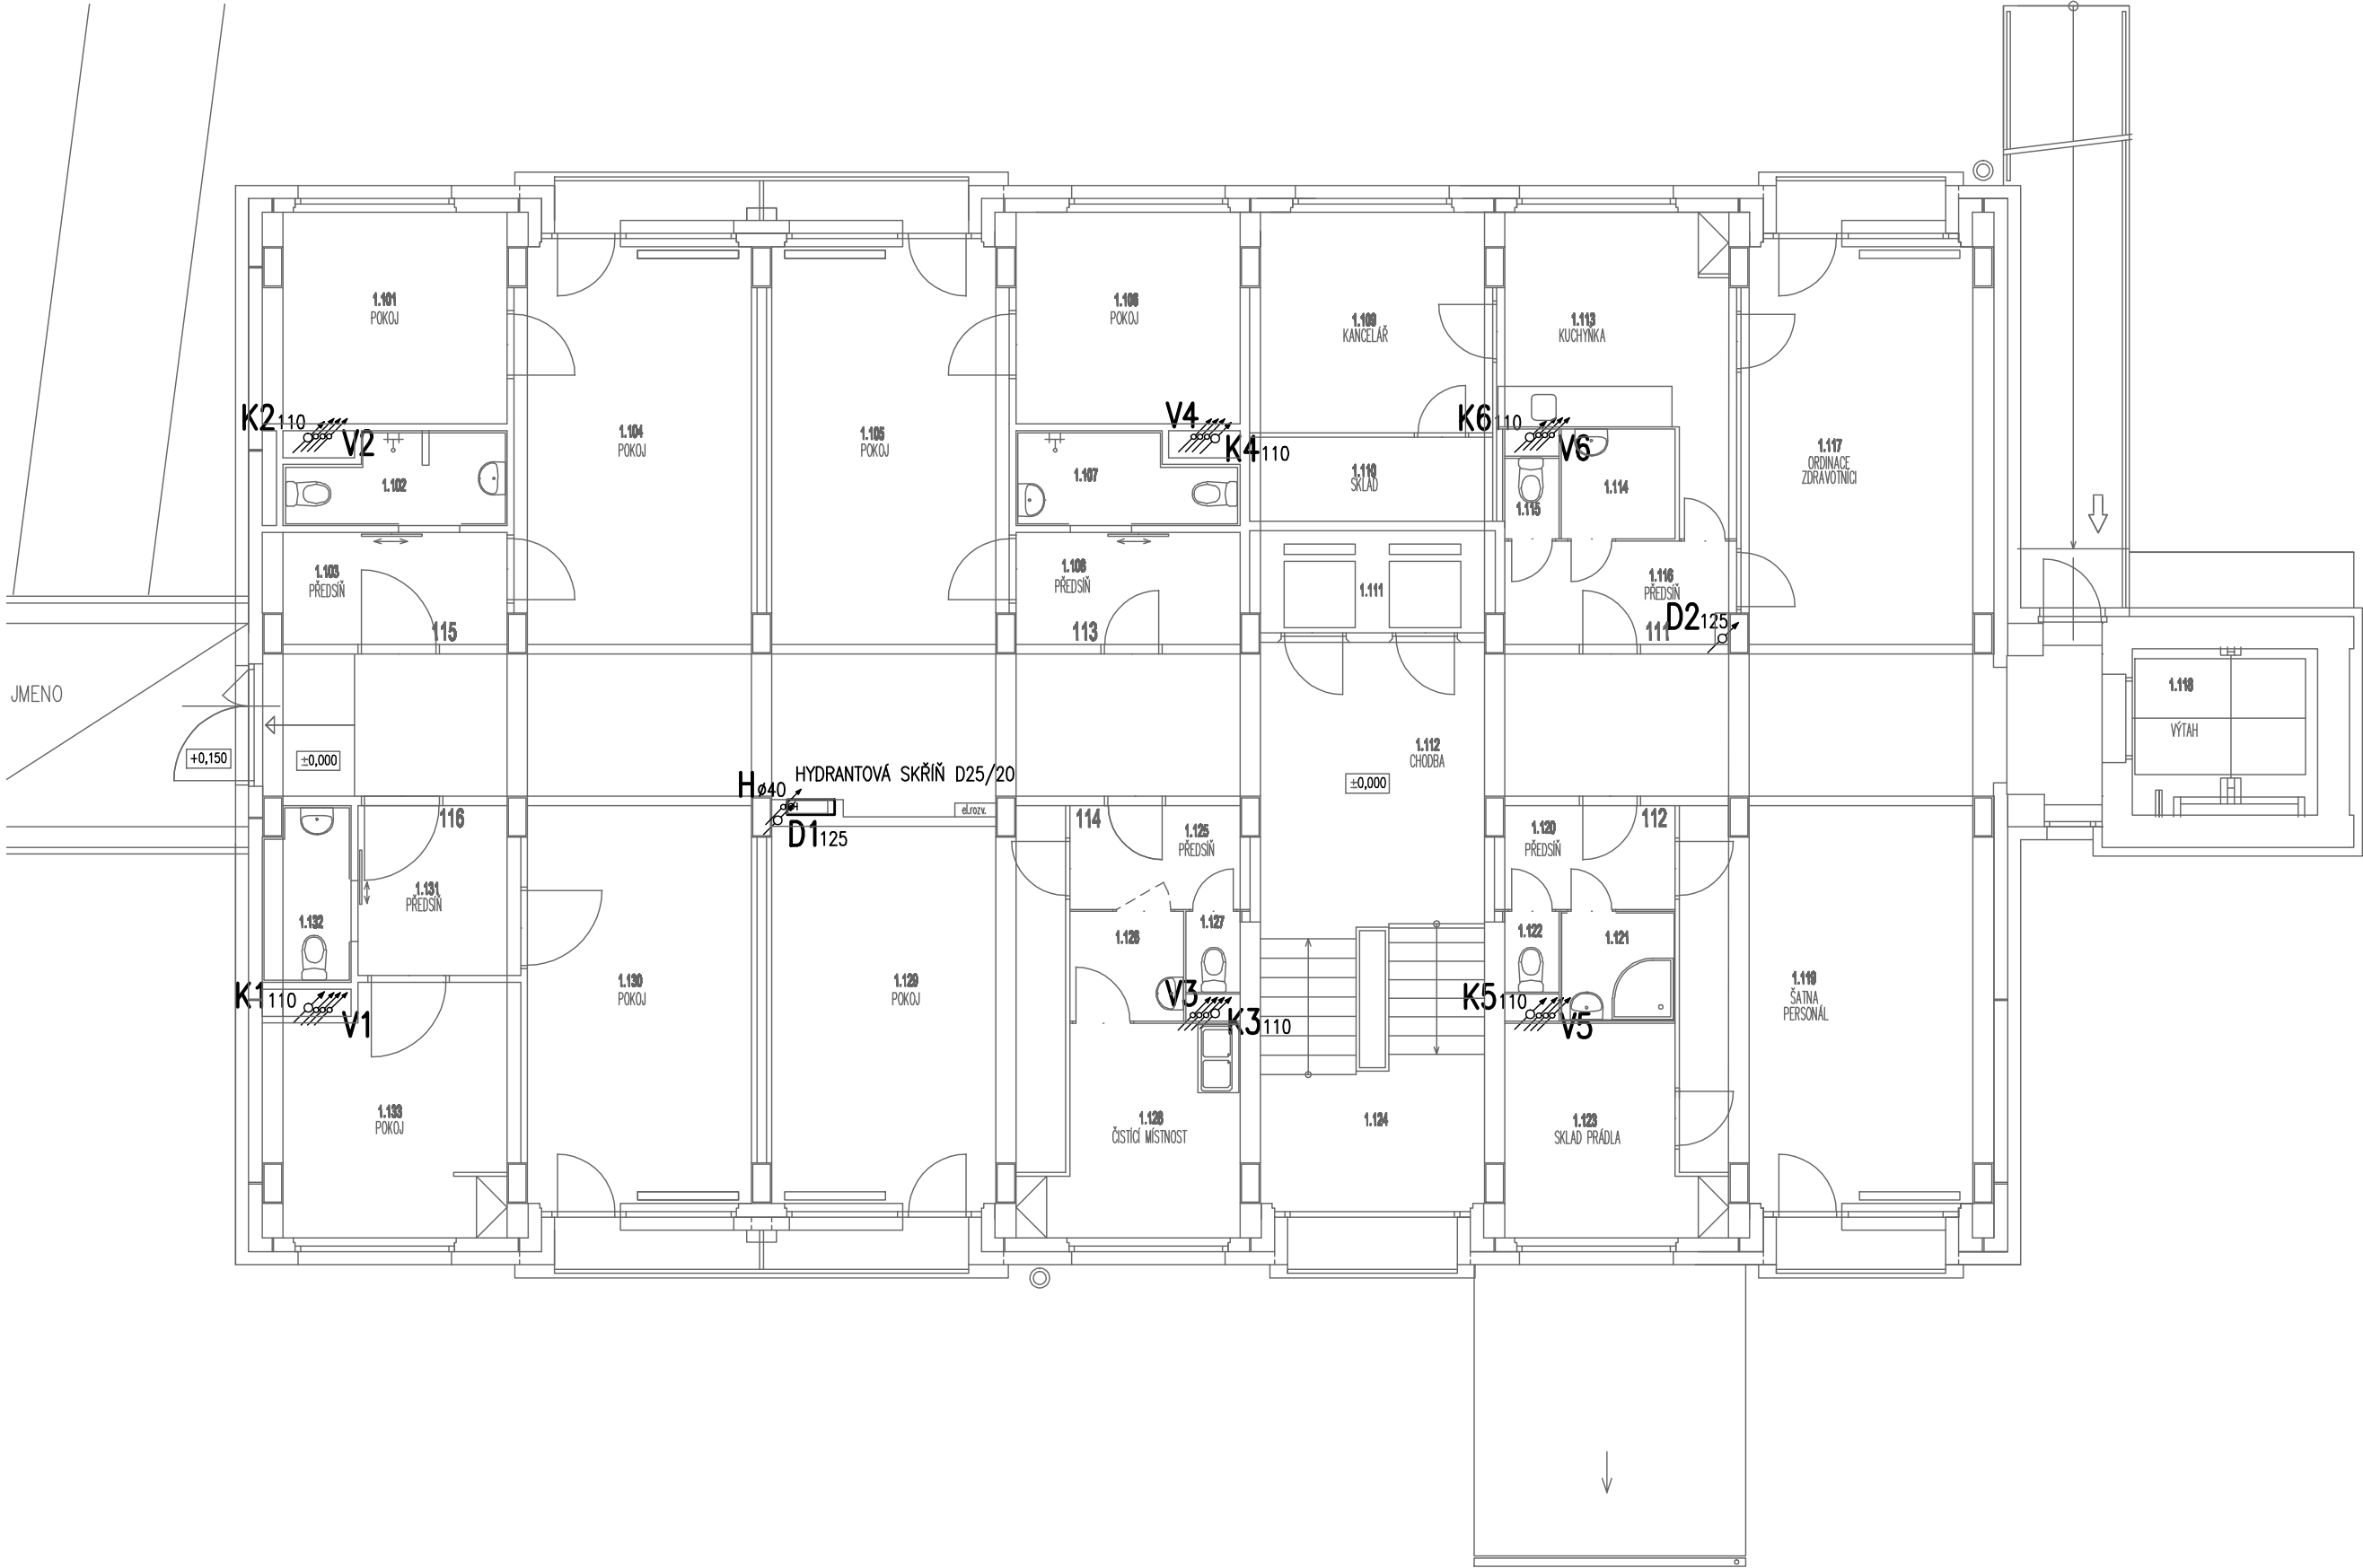 1.101
POKOJ
1.106
POKOJ
1.109
KANCELÁŘ
1.113
KUCHYŇKA
K2110
V2
1.104
POKOJ
1.105
POKOJ
V4
K4110
K6110
V6
1.117
ORDINACE
ZDRAVOTNÍCI
1.102
1.107
1.110
SKLAD
1.115
1.114
1.103
PŘEDSÍŇ
PŘEDSÍŇ
1.111
1.116
PŘEDSÍŇ
115
113
111
D2125
JMENO
1.118
VÝTAH
+0,150
±0,000
1.112
CHODBA
±0,000
HYDRANTOVÁ SKŘÍŇ D25/20
Hø40
el.rozv.
D1125
116
114
1.125
PŘEDSÍŇ
1.120
PŘEDSÍŇ
112
1.131
PŘEDSÍŇ
1.132
1.126
1.127
1.122
1.121
K1110
V1
1.130
POKOJ
1.129
POKOJ
V3
K3110
K5110
V5
1.119
ŠATNA
PERSONÁL
1.133
POKOJ
1.128
ČISTÍCÍ MÍSTNOST
1.124
1.123
SKLAD PRÁDLA